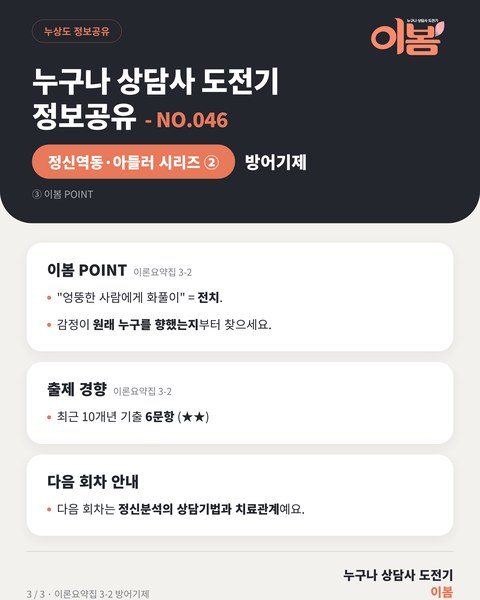 누상도 정보공유
누구나 상담사 도전기
이봄
누구나 상담사 도전기
정보공유 - NO.046
정신역동·아들러 시리즈 ② 방어기제
③ 이봄 POINT
이봄 POINT 이론요약집 3-2
• "엉뚱한 사람에게 화풀이" = 전치.
• 감정이 원래 누구를 향했는지부터 찾으세요.
출제 경향 이론요약집 3-2
• 최근 10개년 기출 6문항 (★★)
다음 회차 안내
• 다음 회차는 정신분석의 상담기법과 치료관계예요.
누구나 상담사 도전기
3 / 3 · 이론요약집 3-2 방어기제 이봄